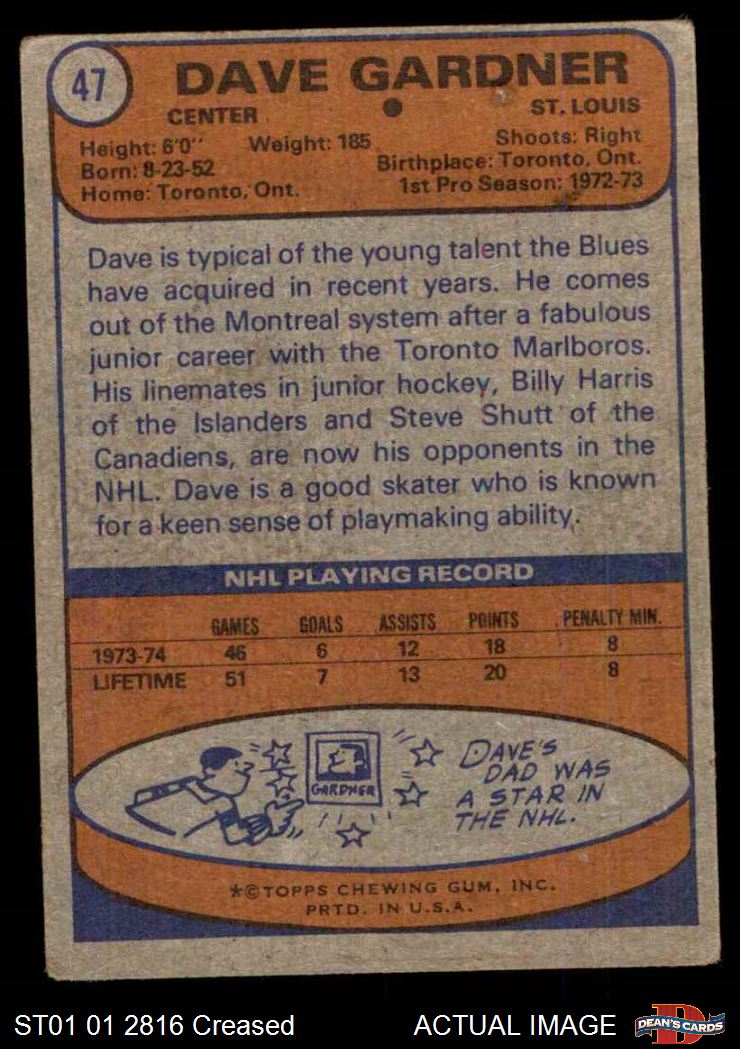 47
DAVE GARDNER
CENTER
ST. LOUIS
Height: 6'0" Weight: 185
Shoots: Right
Born: 8-23-52
Birthplace: Toronto, Ont.
Home: Toronto, Ont.
1st Pro Season: 1972-73
Dave is typical of the young talent the Blues
have acquired in recent years. He comes
out of the Montreal system after a fabulous
junior career with the Toronto Marlboros.
His linemates in junior hockey, Billy Harris
of the Islanders and Steve Shutt of the
Canadiens, are now his opponents in the
NHL. Dave is a good skater who is known
for a keen sense of playmaking ability.
NHL PLAYING RECORD
GAMES GOALS ASSISTS POINTS PENALTY MIN.
1973-74 46 6 12 18 8
LIFETIME 51 7 13 20 8
GARDNER
DAVE'S
DAD WAS
A STAR IN
THE NHL.
*©TOPPS CHEWING GUM, INC.
PRTD. IN U.S.A.
ST01 01 2816 Creased
ACTUAL IMAGE
D
DEAN'S CARDS